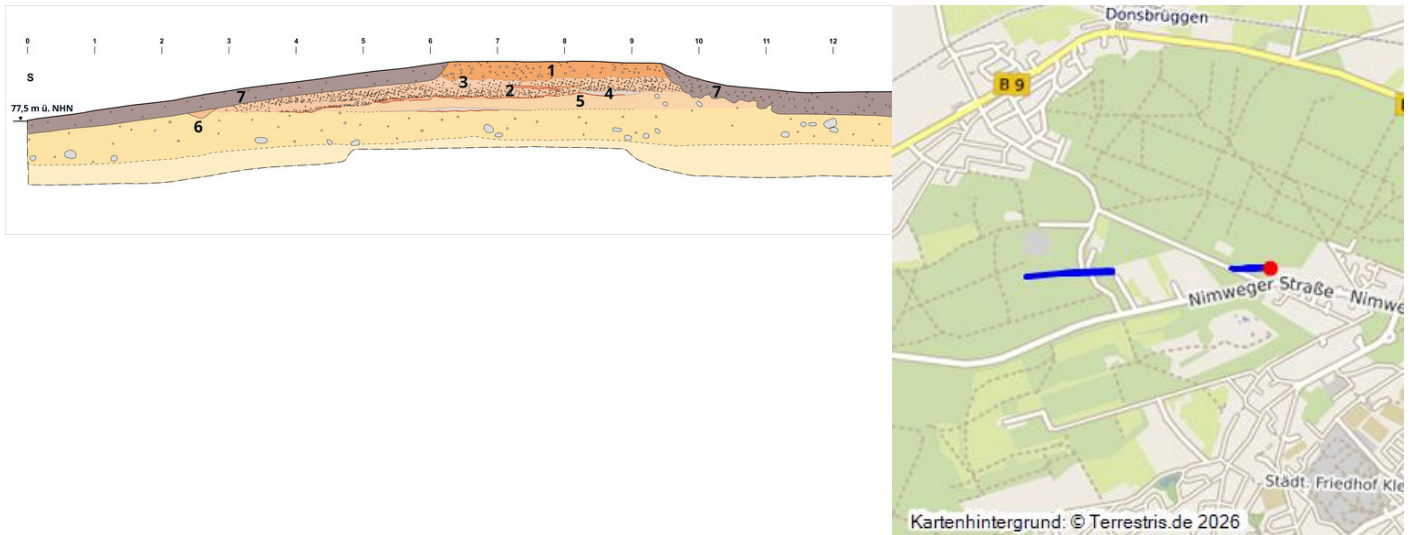 0 1 2 3 4 5 6 7 8 9 10 11 12
S
1
3
2
4
7
7
5
77,5 m ü. NHN
6
Donsbrüggen
B 9
Nimweger Straße
Nimwe
Städt. Friedhof Kle
Kartenhintergrund: © Terrestris.de 2026